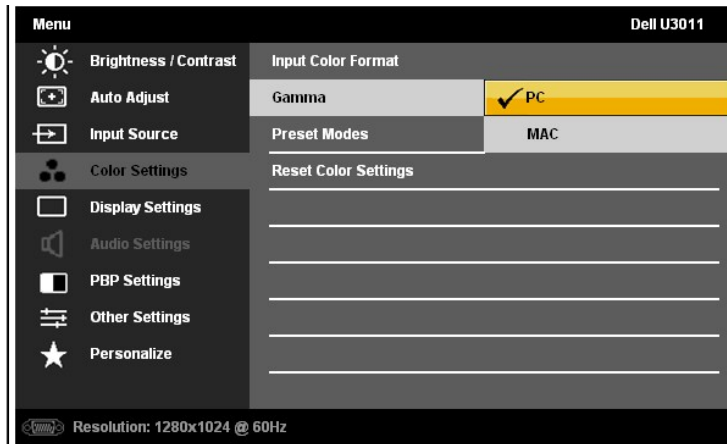 Menu Dell U3011
Brightness / Contrast Input Color Format
Auto Adjust Gamma PC
Input Source Preset Modes MAC
Color Settings Reset Color Settings
Display Settings
Audio Settings
PBP Settings
Other Settings
Personalize
Resolution: 1280x1024 @ 60Hz